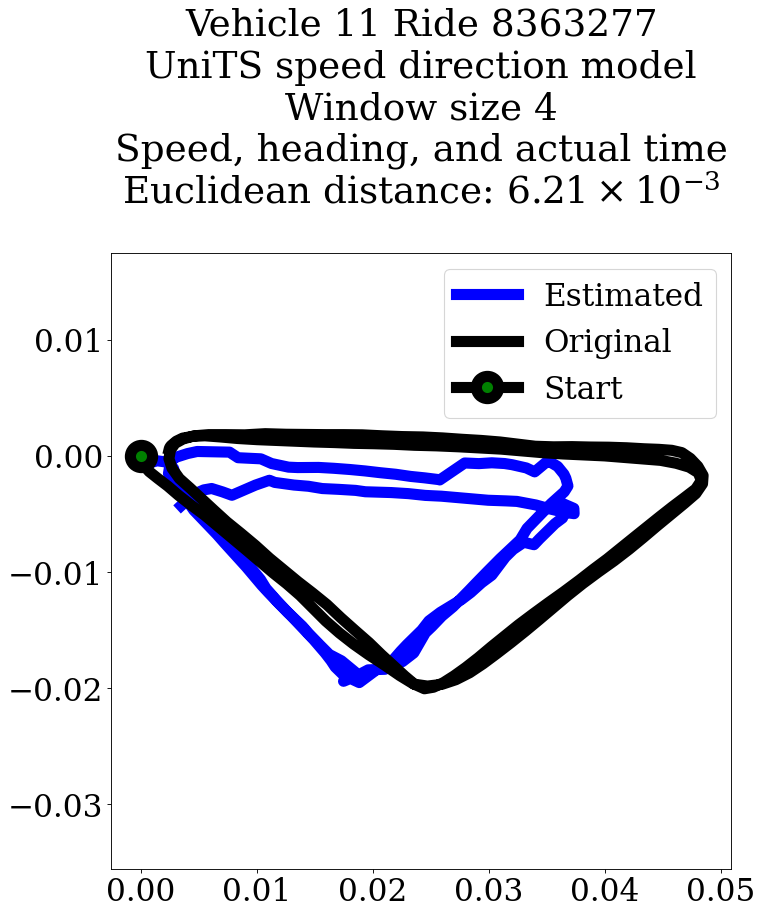 Vehicle 11 Ride 8363277
UniTS speed direction model
Window size 4
Speed, heading, and actual time
Euclidean distance: 6.21 × 10⁻³
Estimated
Original
Start
0.01
0.00
−0.01
−0.02
−0.03
0.00 0.01 0.02 0.03 0.04 0.05